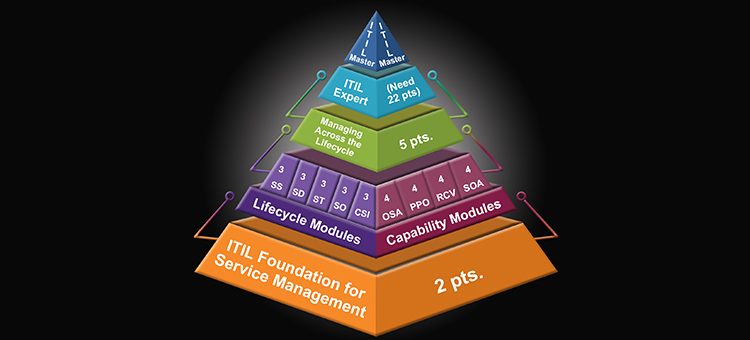 ITIL Master
ITIL Master
ITIL
Expert
(Need
22 pts)
Managing
Across the
Lifecycle
5 pts.
3 3 3 3 3
SS SD ST SO CSI
4 4 4 4
OSA PPO RCV SOA
Lifecycle Modules
Capability Modules
ITIL Foundation for
Service Management
2 pts.